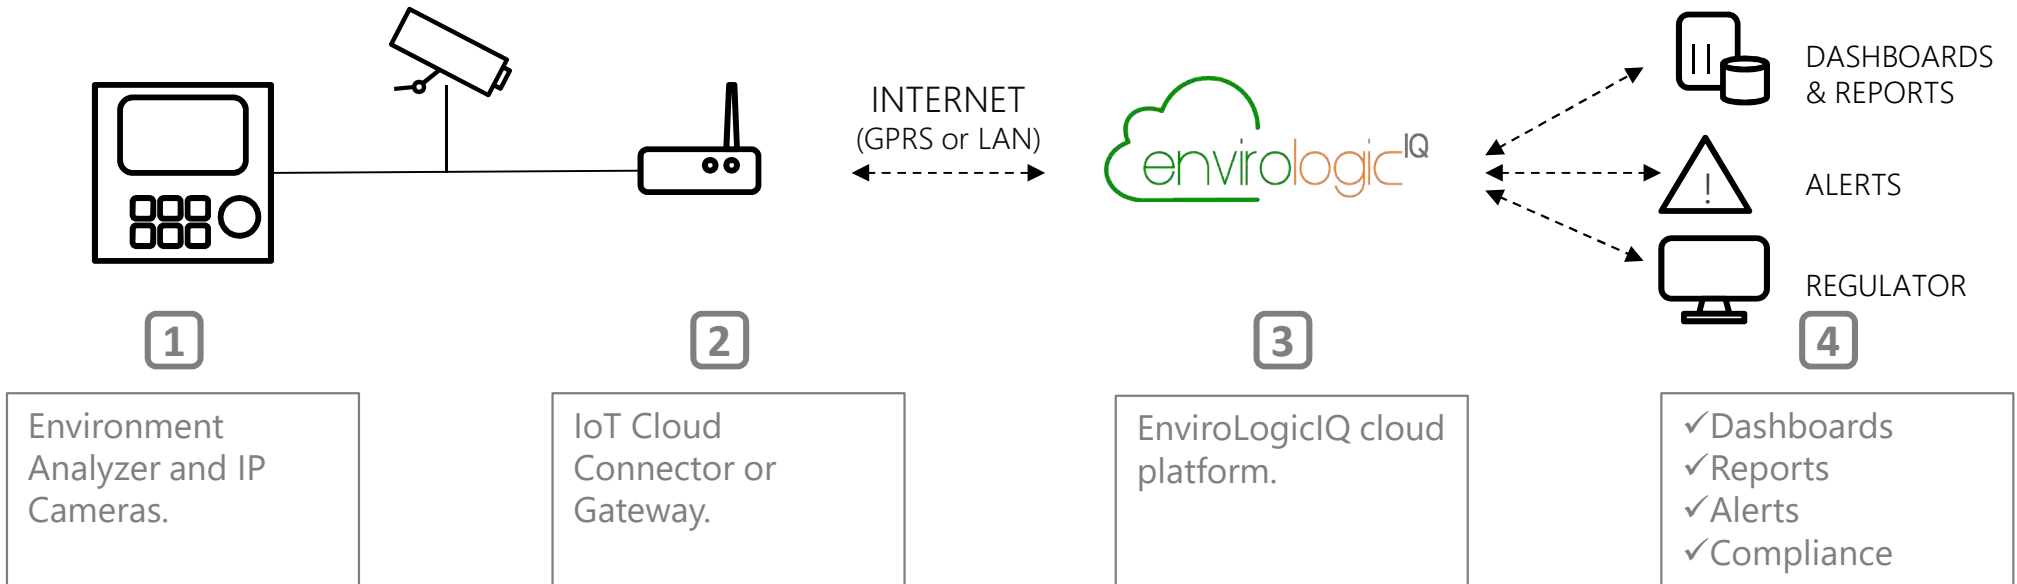 INTERNET
(GPRS or LAN)
envirologicIQ
DASHBOARDS
& REPORTS
!
ALERTS
REGULATOR
1
2
3
4
Environment
Analyzer and IP
Cameras.
IoT Cloud
Connector or
Gateway.
EnviroLogicIQ cloud
platform.
✓Dashboards
✓Reports
✓Alerts
✓Compliance